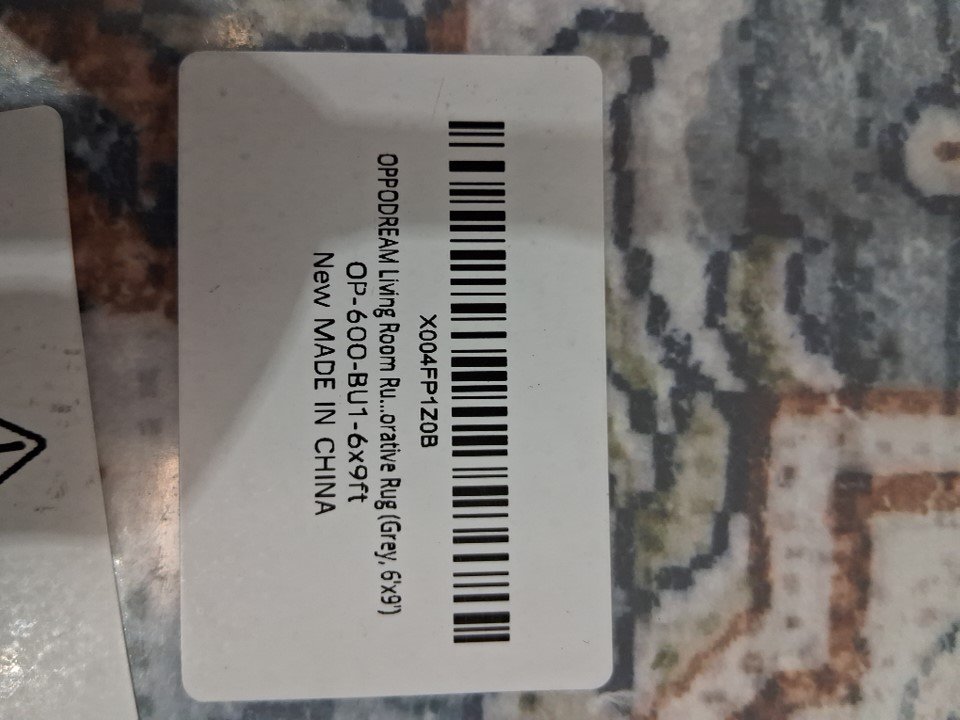 X004FP1Z0B
OPPODREAM Living Room Ru...orative Rug (Grey, 6'x9')
OP-600-BU1-6x9ft
New MADE IN CHINA